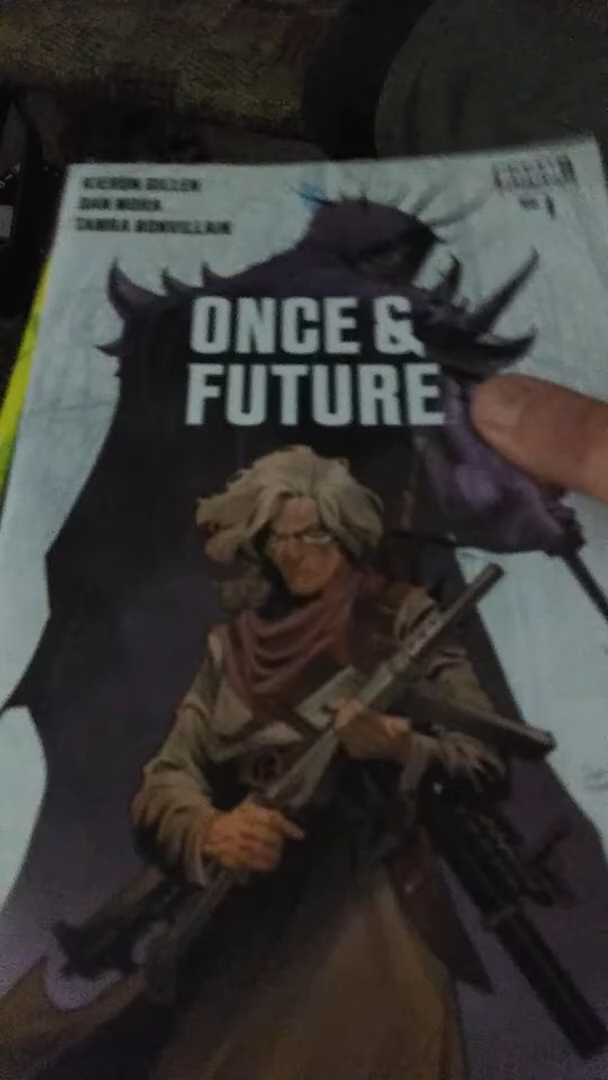 KIERON GILLEN
DAN MORA
TAMRA BONVILLAIN
ONCE &
FUTURE